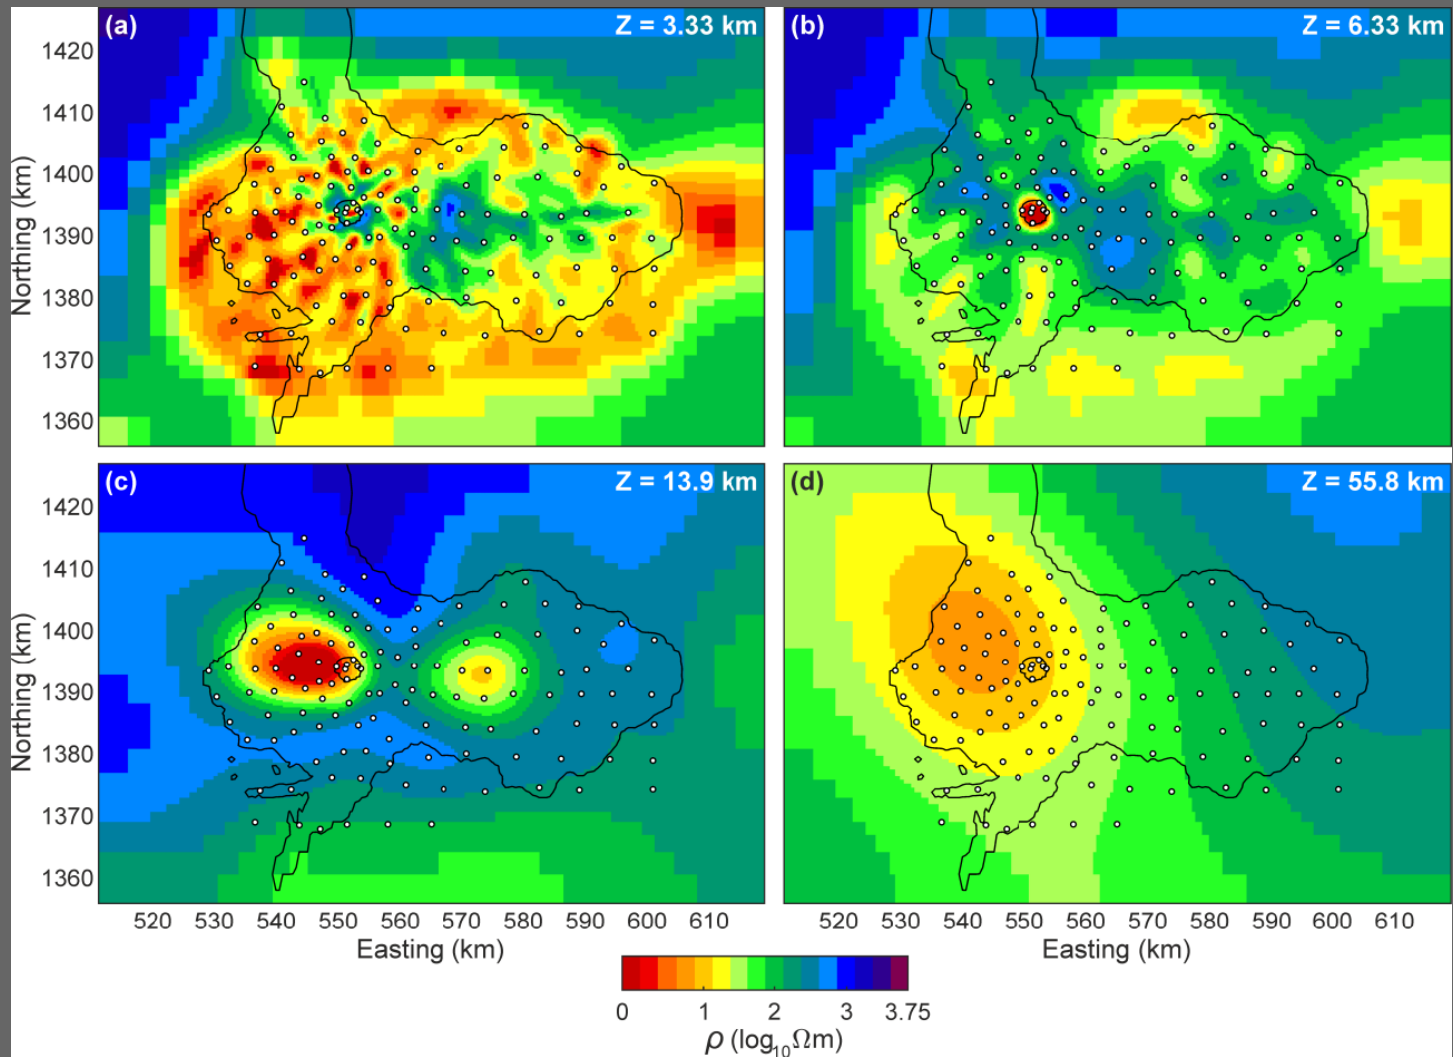 (a) Z = 3.33 km
(b) Z = 6.33 km
1420
1410
1400
1390
1380
1370
1360
Northing (km)
(c) Z = 13.9 km
(d) Z = 55.8 km
1420
1410
1400
1390
1380
1370
1360
Northing (km)
520 530 540 550 560 570 580 590 600 610
520 530 540 550 560 570 580 590 600 610
Easting (km)
Easting (km)
0 1 2 3 3.75
ρ (log₁₀Ωm)